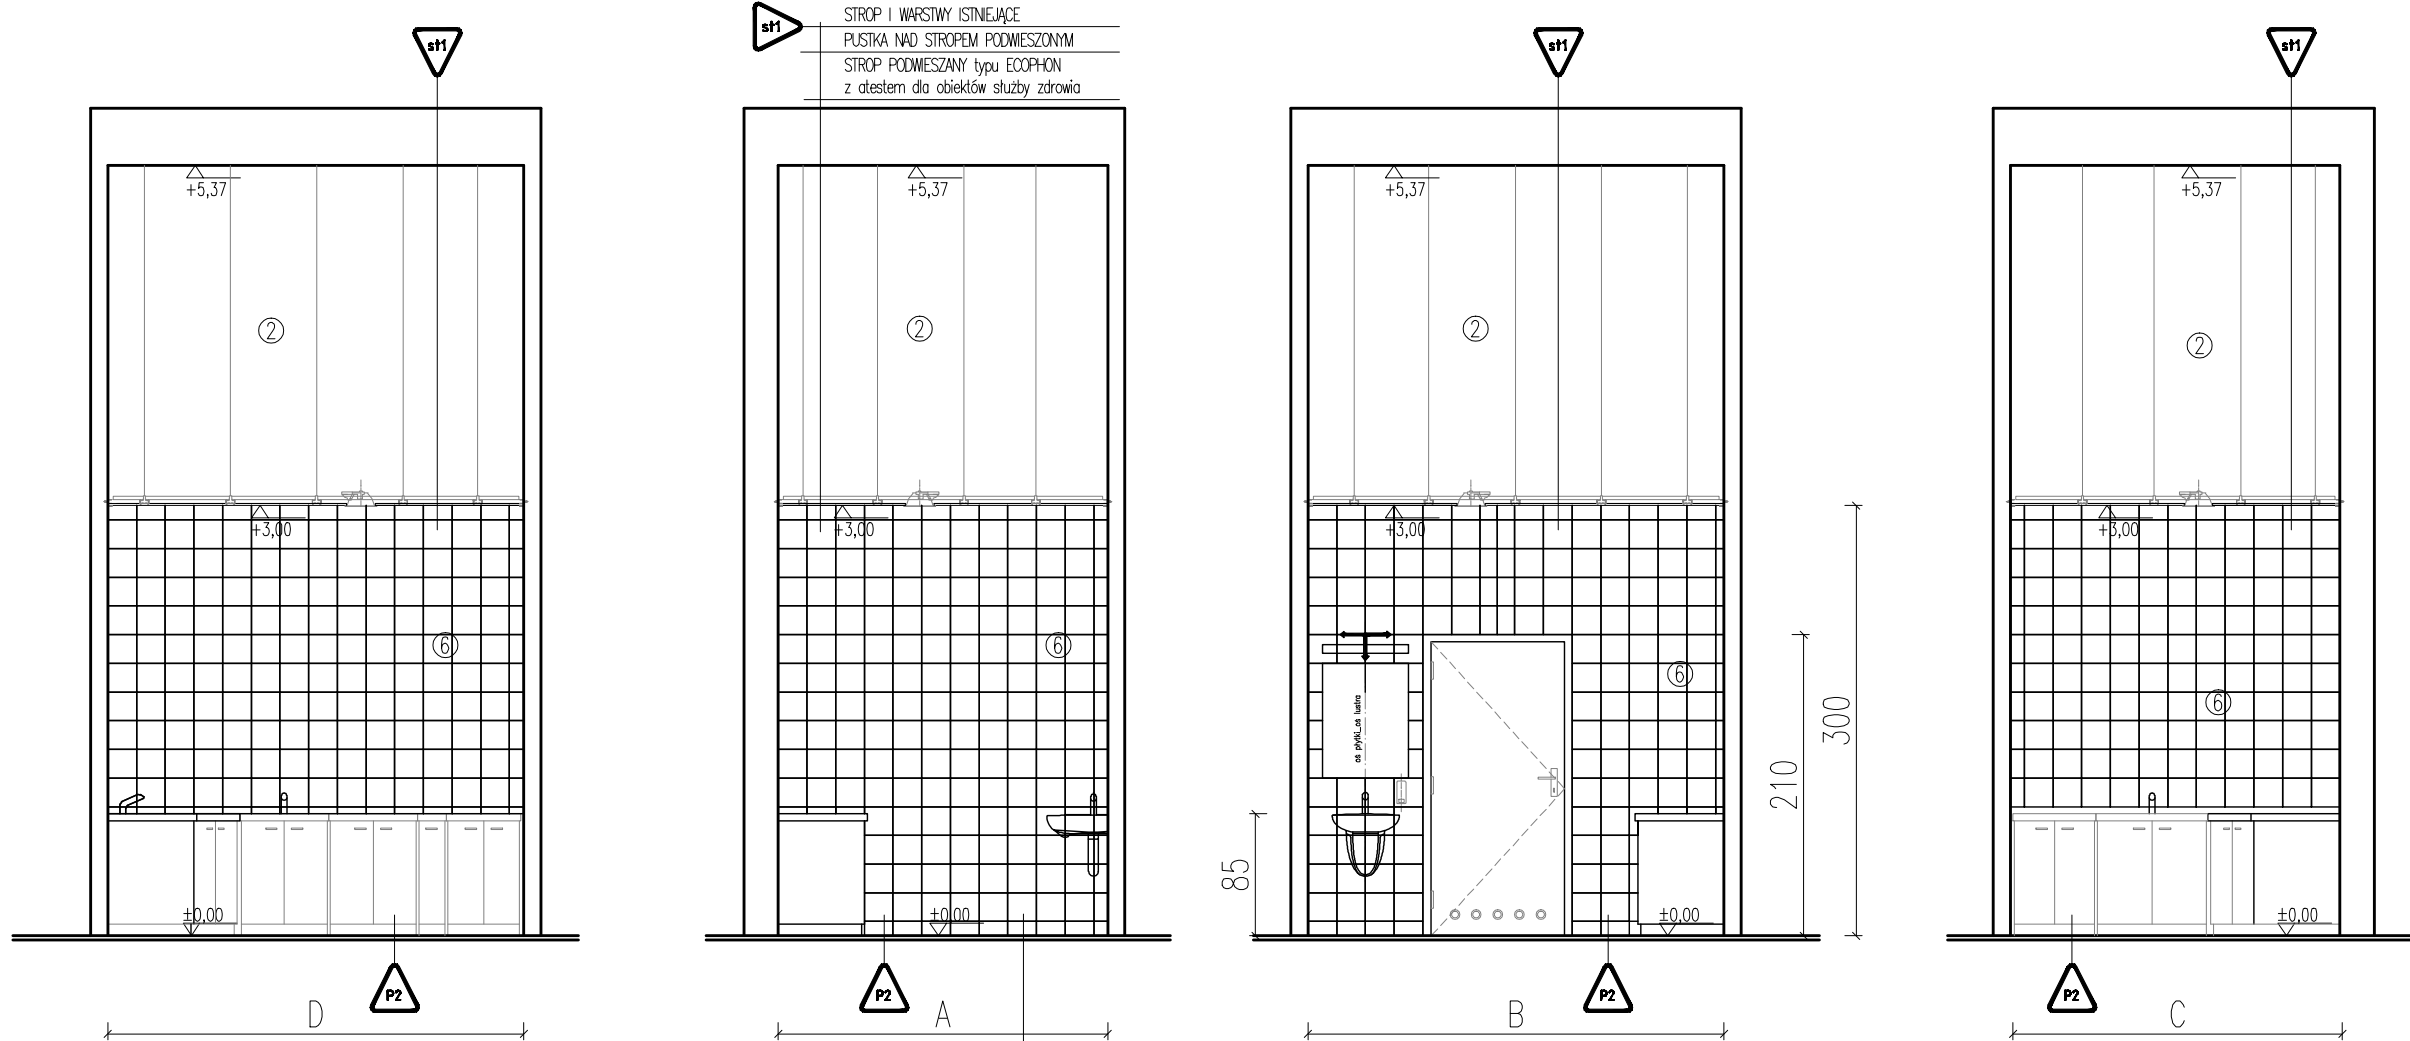 st1
st1
STROP I WARSTWY ISTNIEJĄCE
PUSTKA NAD STROPEM PODWIESZONYM
STROP PODWIESZANY typu ECOPHON
z atestem dla obiektów służby zdrowia
st1
st1
+5,37
+5,37
+5,37
+5,37
2
2
2
2
+3,00
+3,00
+3,00
+3,00
6
6
6
6
oś płytki_oś lustra
300
210
85
±0,00
±0,00
±0,00
±0,00
P2
P2
P2
P2
D
A
B
C